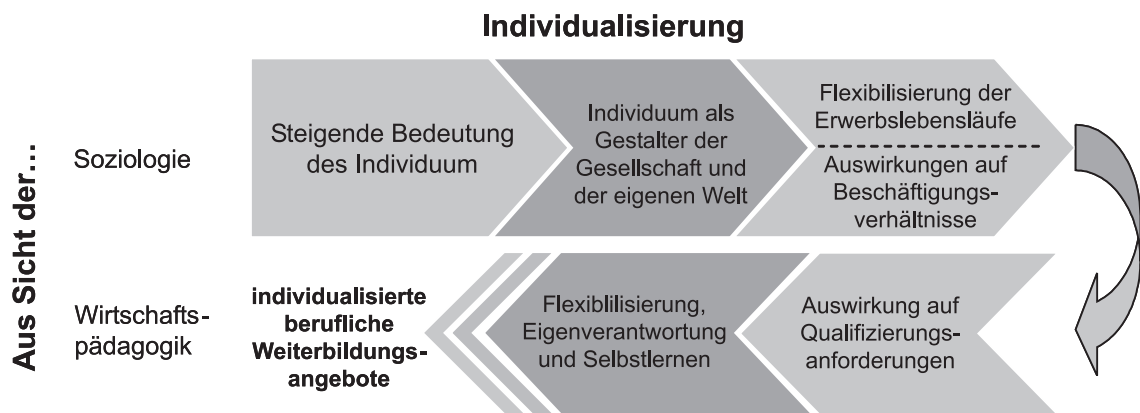 Individualisierung
Aus Sicht der...
Soziologie
Steigende Bedeutung
des Individuum
Individuum als
Gestalter der
Gesellschaft und
der eigenen Welt
Flexibilisierung der
Erwerbslebensläufe
Auswirkungen auf
Beschäftigungs-
verhältnisse
Wirtschafts-
pädagogik
individualisierte
berufliche
Weiterbildungs-
angebote
Flexiblilisierung,
Eigenverantwortung
und Selbstlernen
Auswirkung auf
Qualifizierungs-
anforderungen